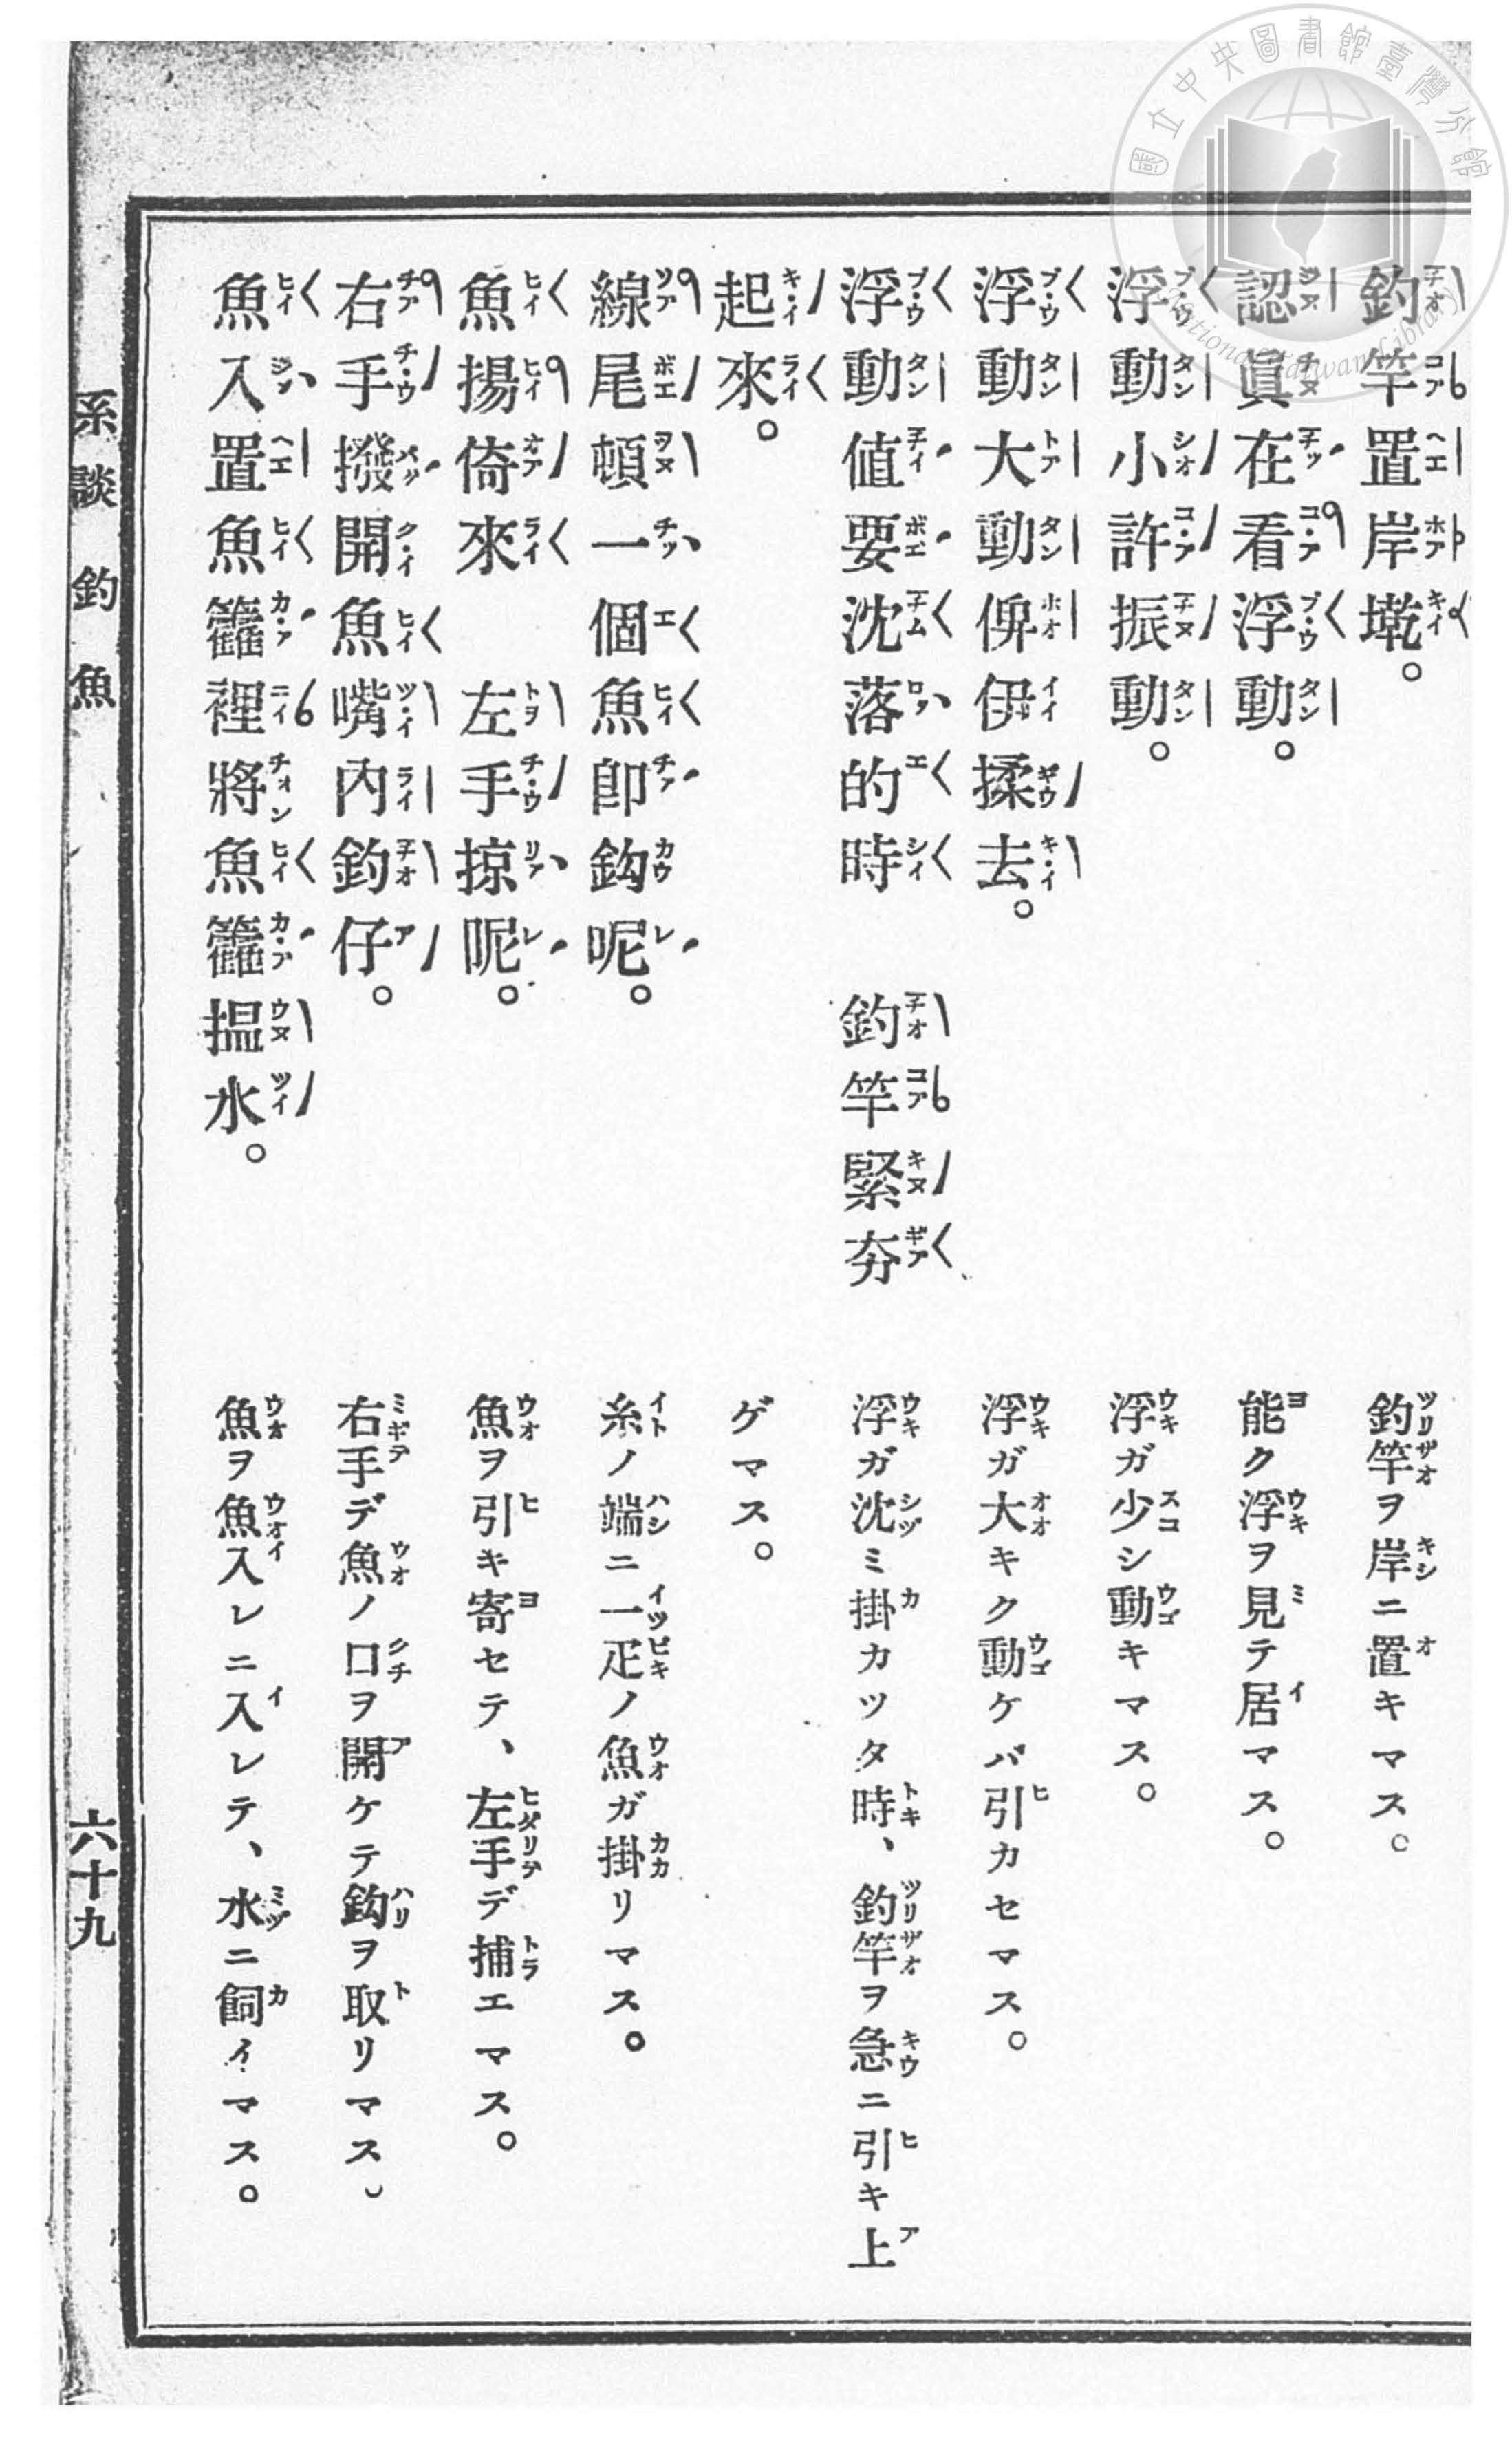 釣竿置岸墘。
釣竿ヲ岸ニ置キマス。
認眞在看浮動。
能ク浮ヲ見テ居マス。
浮動小許振動。
浮ガ少シ動キマス。
浮動大動俾伊揉去。
浮ガ大キク動ケバ引カセマス。
浮動値要沈落的時 釣竿緊夯
浮ガ沈ミ掛カツタ時、釣竿ヲ急ニ引キ上
起來。
ゲマス。
線尾頓一個魚卽鈎呢。
糸ノ端ニ一疋ノ魚ガ掛リマス。
魚揚倚來 左手掠呢。
魚ヲ引キ寄セテ、左手デ捕エマス。
右手撥開魚嘴內釣仔。
右手デ魚ノ口ヲ開ケテ鈎ヲ取リマス。
魚入置魚籠裡將魚籠揾水。
魚ヲ魚入レニ入レテ、水ニ飼イマス。
系談 釣魚
六十九
國立中央圖書館臺灣分館
National Taiwan Library